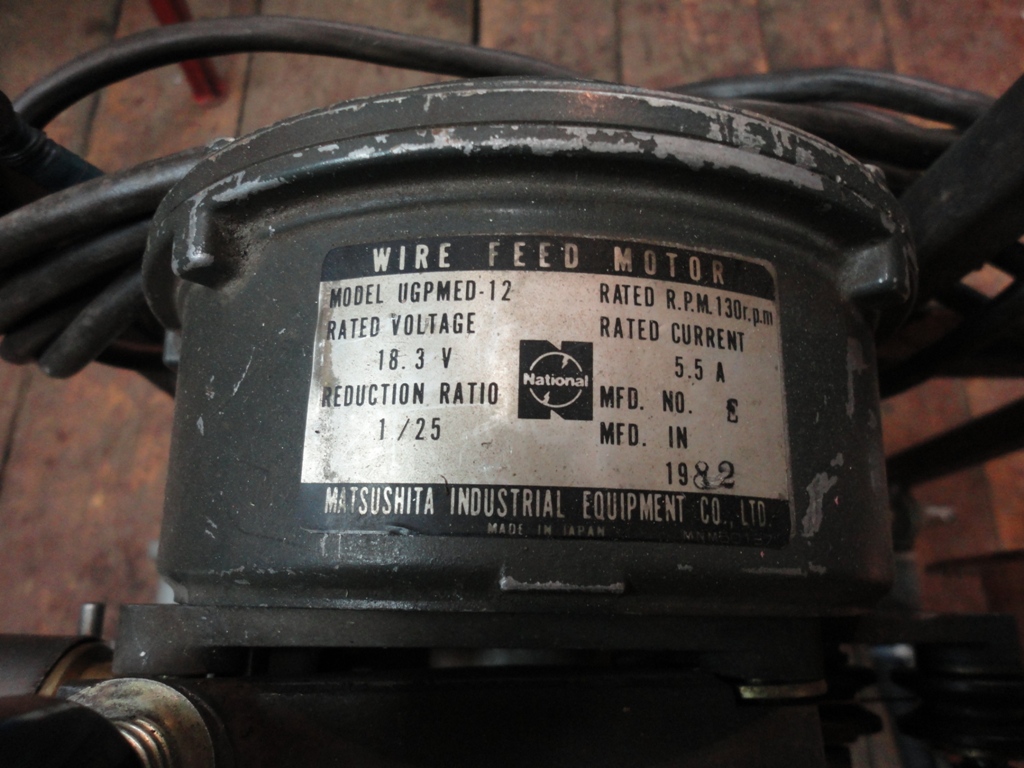 WIRE FEED MOTOR
MODEL UGPMED-12
RATED VOLTAGE
18.3 V
REDUCTION RATIO
1/25
National
RATED R.P.M. 130r.p.m
RATED CURRENT
5.5 A
MFD. NO. E
MFD. IN
1982
MATSUSHITA INDUSTRIAL EQUIPMENT CO., LTD.
MADE IN JAPAN